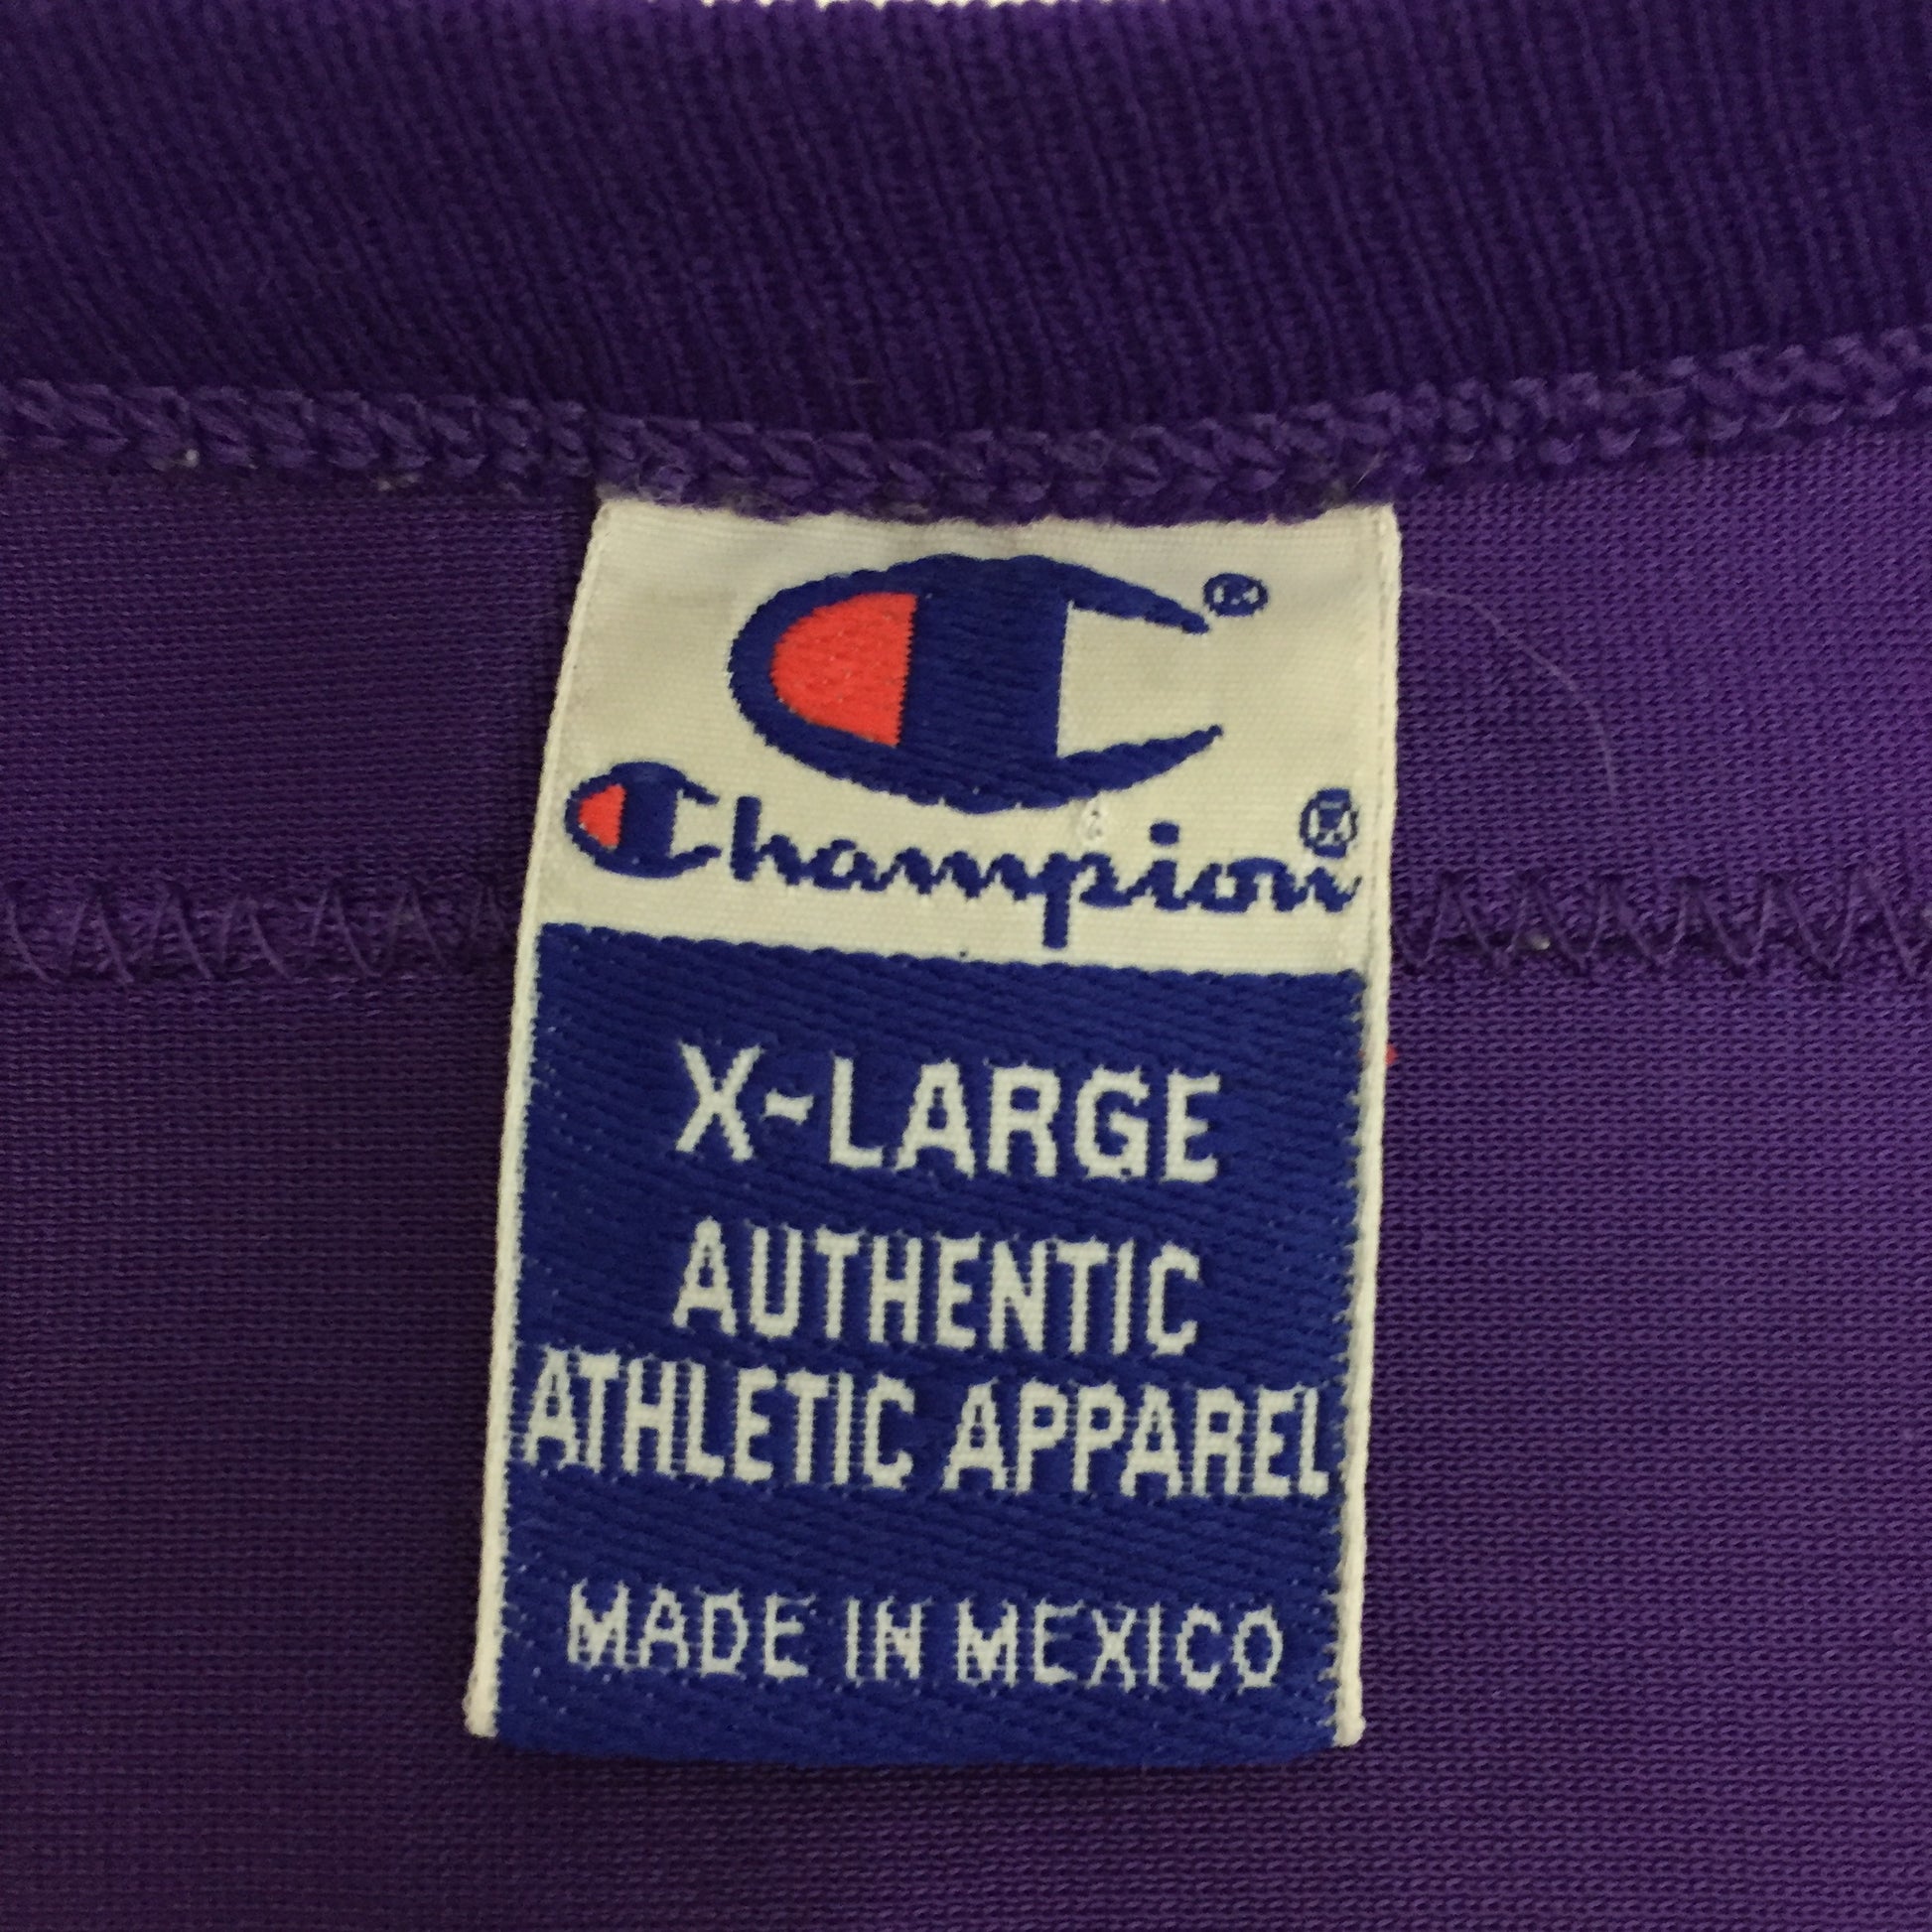 Champion®
X-LARGE
AUTHENTIC
ATHLETIC APPAREL
MADE IN MEXICO